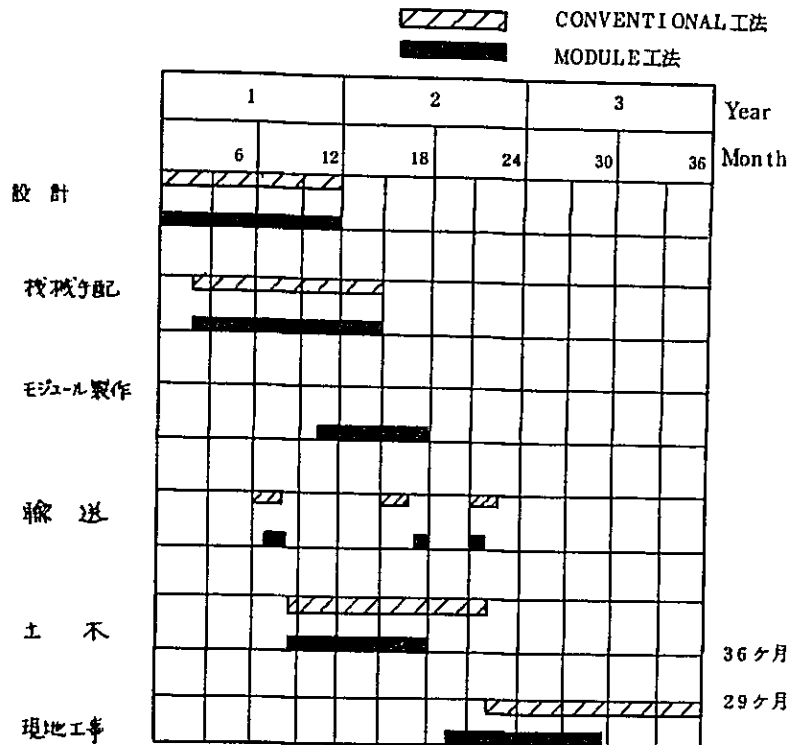 CONVENTIONAL工法
MODULE工法
1 2 3 Year
6 12 18 24 30 36 Month
設計
機械手配
モジュール製作
輸送
土木
36ケ月
29ケ月
現地工事